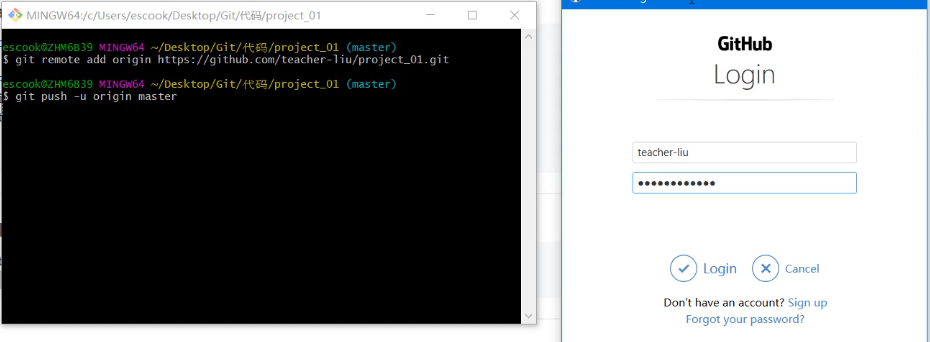 MINGW64:/c/Users/escook/Desktop/Git/代码/project_01
escook@ZHM6B39 MINGW64 ~/Desktop/Git/代码/project_01 (master)
$ git remote add origin https://github.com/teacher-liu/project_01.git
escook@ZHM6B39 MINGW64 ~/Desktop/Git/代码/project_01 (master)
$ git push -u origin master
GitHub
Login
teacher-liu
●●●●●●●●●●●●
Login
Cancel
Don't have an account? Sign up
Forgot your password?